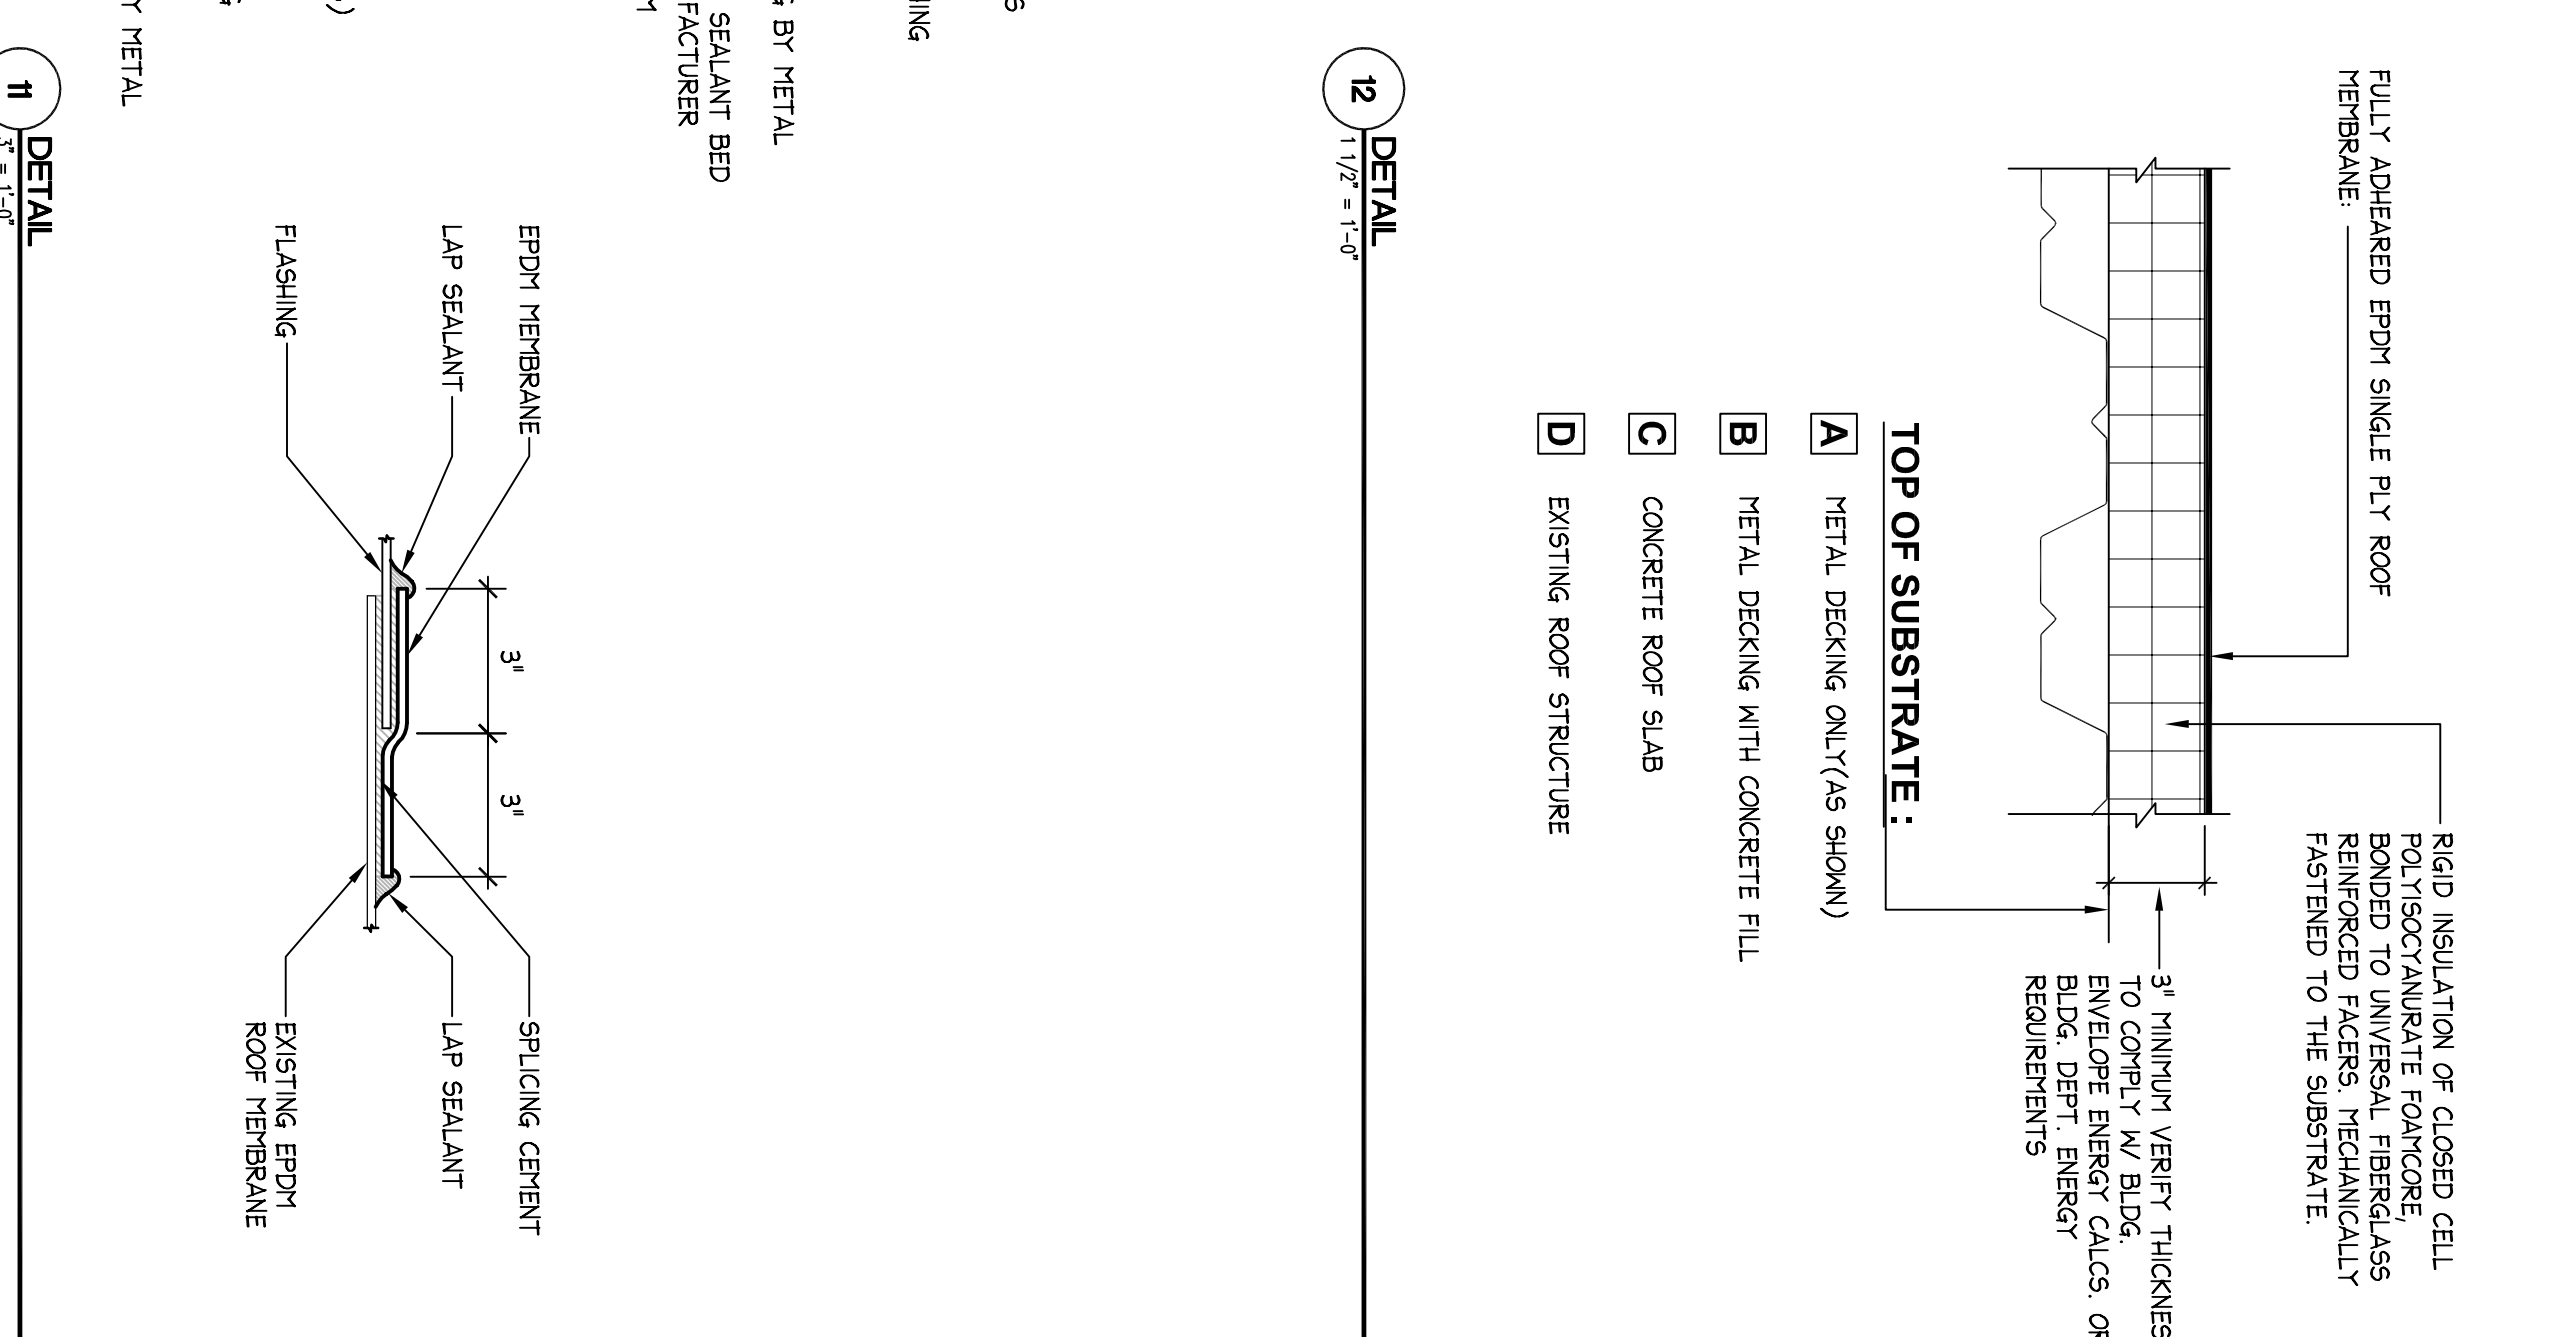 FULLY ADHEARED EPDM SINGLE PLY ROOF
MEMBRANE:
RIGID INSULATION OF CLOSED CELL
POLYISOCYANURATE FOAMCORE,
BONDED TO UNIVERSAL FIBERGLASS
REINFORCED FACERS. MECHANICALLY
FASTENED TO THE SUBSTRATE.
3" MINIMUM VERIFY THICKNES
TO COMPLY W/ BLDG.
ENVELOPE ENERGY CALCS. OR
BLDG. DEPT. ENERGY
REQUIREMENTS
TOP OF SUBSTRATE :
A METAL DECKING ONLY(AS SHOWN)
B METAL DECKING WITH CONCRETE FILL
C CONCRETE ROOF SLAB
D EXISTING ROOF STRUCTURE
12 DETAIL
1 1/2" = 1'-0"
S
HING
BY METAL
SEALANT BED
FACTURER
M
EPDM MEMBRANE
LAP SEALANT
FLASHING
3"
3"
SPLICING CEMENT
LAP SEALANT
EXISTING EPDM
ROOF MEMBRANE
)
Y METAL
11 DETAIL
3" = 1'-0"